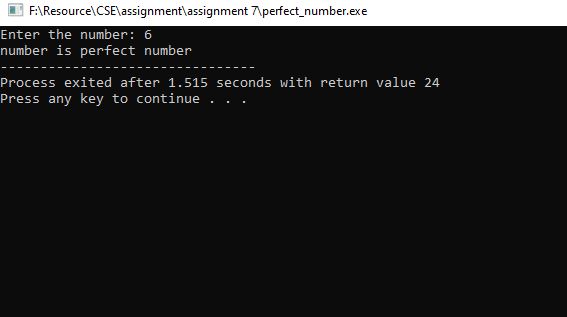 F:\Resource\CSE\assignment\assignment 7\perfect_number.exe
Enter the number: 6
number is perfect number
--------------------------------
Process exited after 1.515 seconds with return value 24
Press any key to continue . . .